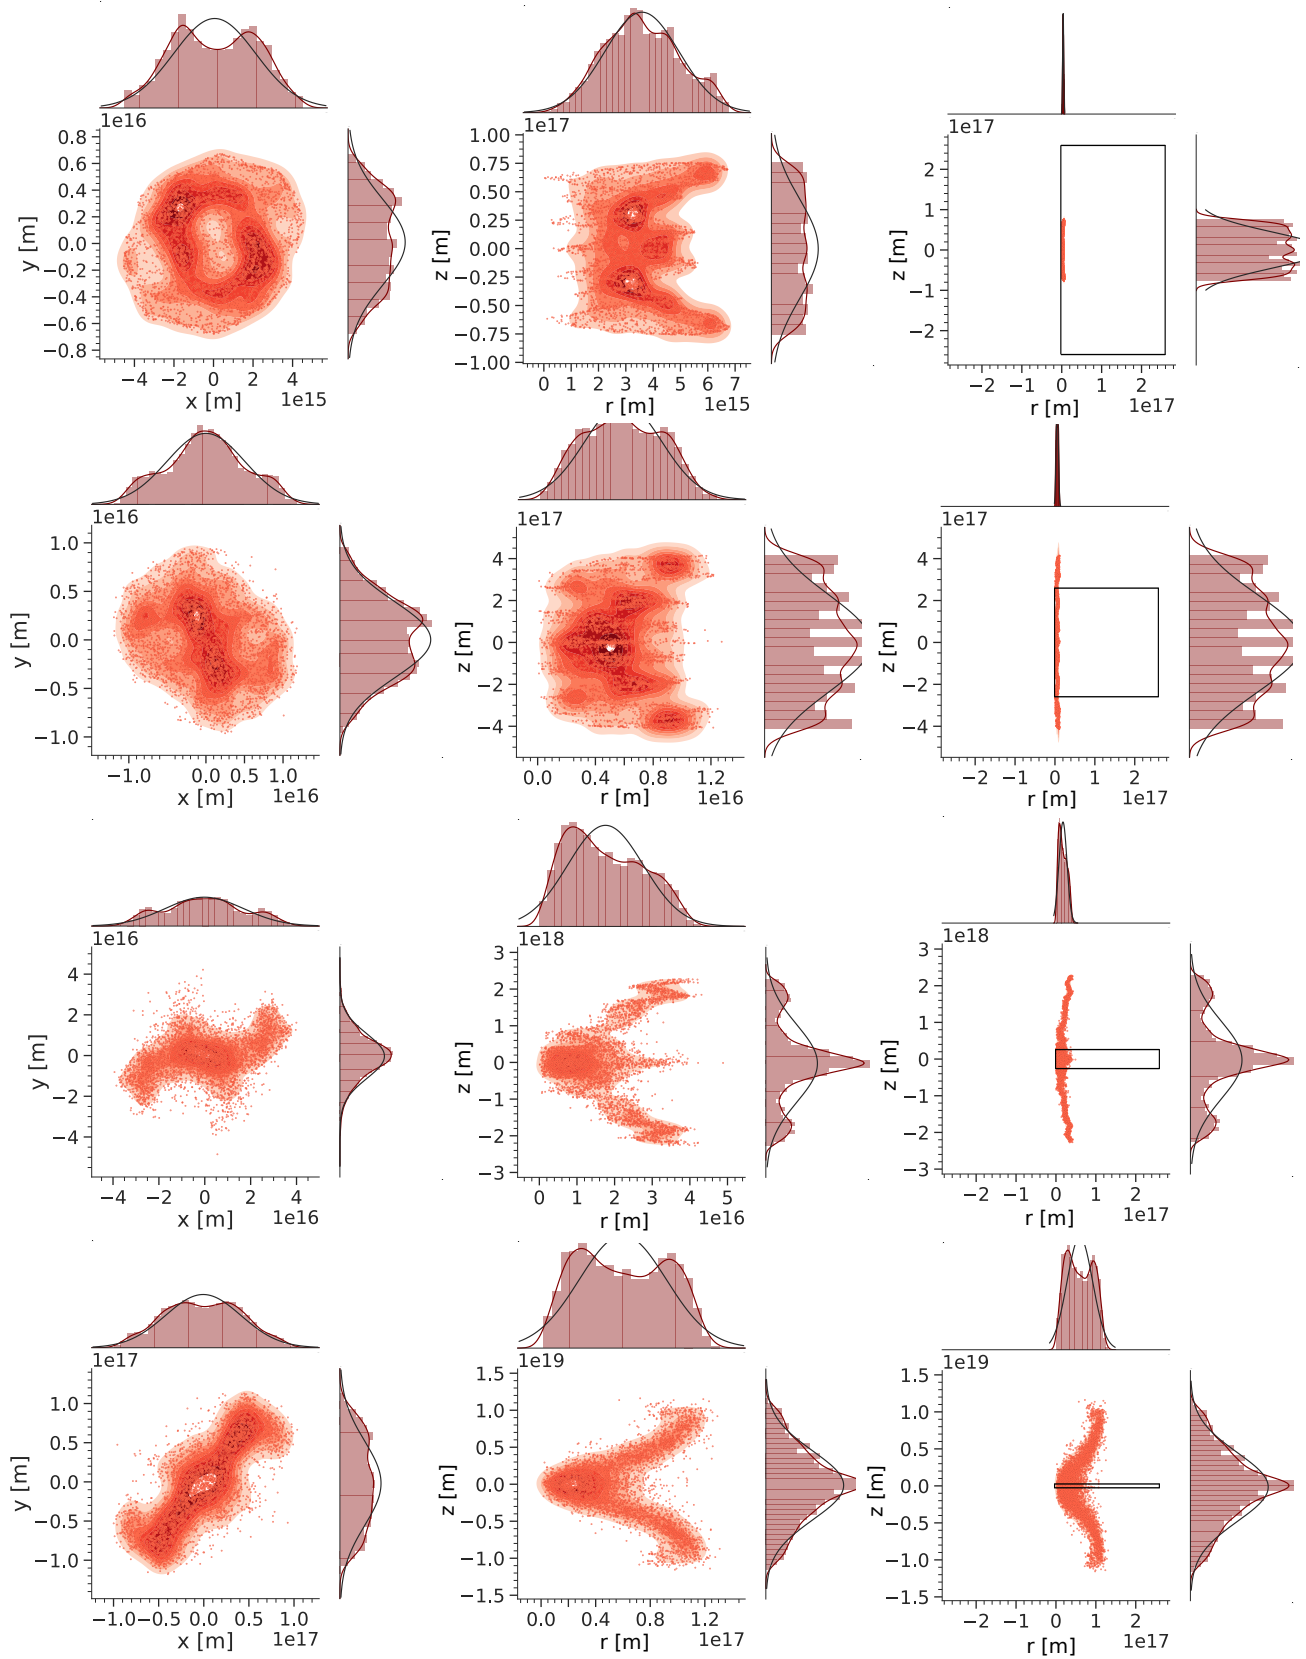 1e16
0.8
0.6
0.4
0.2
0.0
−0.2
−0.4
−0.6
−0.8
y [m]
−4 −2 0 2 4
x [m] 1e15
1e17
1.00
0.75
0.50
0.25
0.00
−0.25
−0.50
−0.75
−1.00
z [m]
0 1 2 3 4 5 6 7
r [m] 1e15
1e17
2
1
0
−1
−2
z [m]
−2 −1 0 1 2
r [m] 1e17
1e16
1.0
0.5
0.0
−0.5
−1.0
y [m]
−1.0 0.0 0.5 1.0
x [m] 1e16
1e17
4
2
0
−2
−4
z [m]
0.0 0.4 0.8 1.2
r [m] 1e16
1e17
4
2
0
−2
−4
z [m]
−2 −1 0 1 2
r [m] 1e17
1e16
4
2
0
−2
−4
y [m]
−4 −2 0 2 4
x [m] 1e16
1e18
3
2
1
0
−1
−2
−3
z [m]
0 1 2 3 4 5
r [m] 1e16
1e18
3
2
1
0
−1
−2
−3
z [m]
−2 −1 0 1 2
r [m] 1e17
1e17
1.0
0.5
0.0
−0.5
−1.0
y [m]
−1.0−0.5 0.0 0.5 1.0
x [m] 1e17
1e19
1.5
1.0
0.5
0.0
−0.5
−1.0
−1.5
z [m]
0.0 0.4 0.8 1.2
r [m] 1e17
1e19
1.5
1.0
0.5
0.0
−0.5
−1.0
−1.5
z [m]
−2 −1 0 1 2
r [m] 1e17